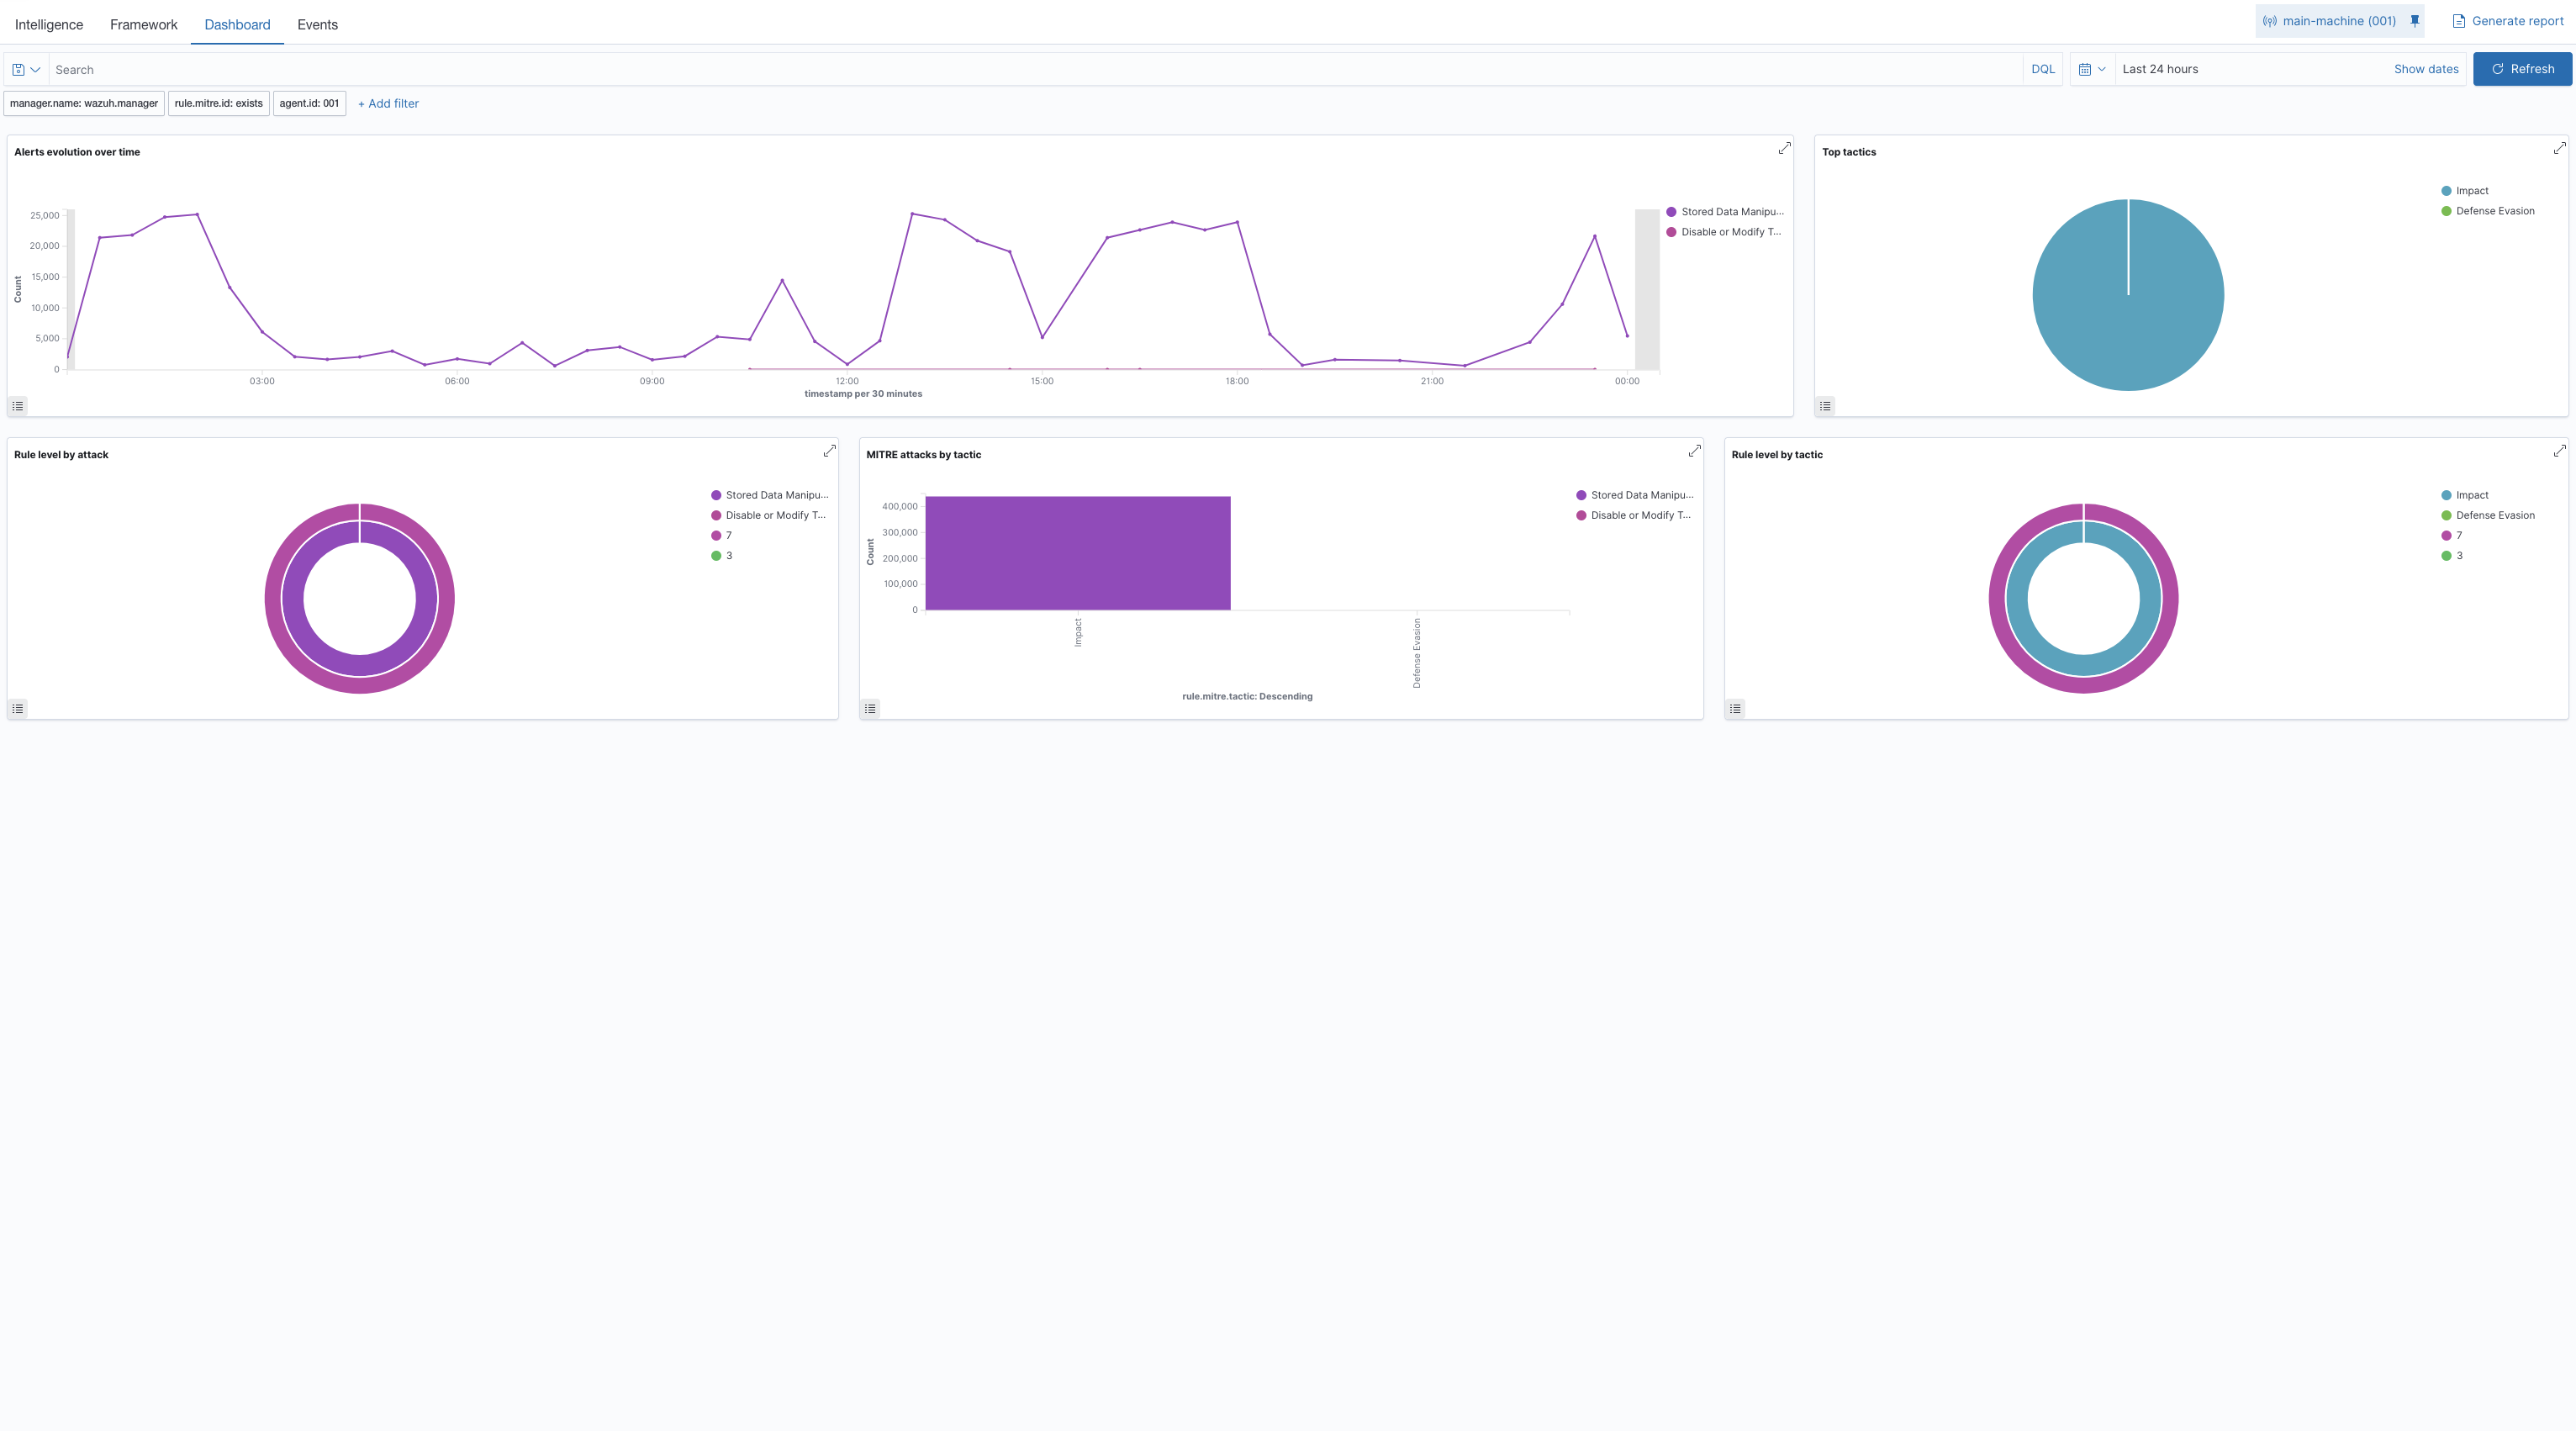 Intelligence Framework Dashboard Events main-machine (001) Generate report
Search DQL Last 24 hours Show dates Refresh
manager.name: wazuh.manager rule.mitre.id: exists agent.id: 001 + Add filter
Alerts evolution over time
25,000
20,000
15,000
10,000
5,000
0
Count
03:00 06:00 09:00 12:00 15:00 18:00 21:00 00:00
timestamp per 30 minutes
Stored Data Manipu...
Disable or Modify T...
Top tactics
Impact
Defense Evasion
Rule level by attack
Stored Data Manipu...
Disable or Modify T...
7
3
MITRE attacks by tactic
400,000
300,000
200,000
100,000
0
Count
Impact
Defense Evasion
rule.mitre.tactic: Descending
Stored Data Manipu...
Disable or Modify T...
Rule level by tactic
Impact
Defense Evasion
7
3